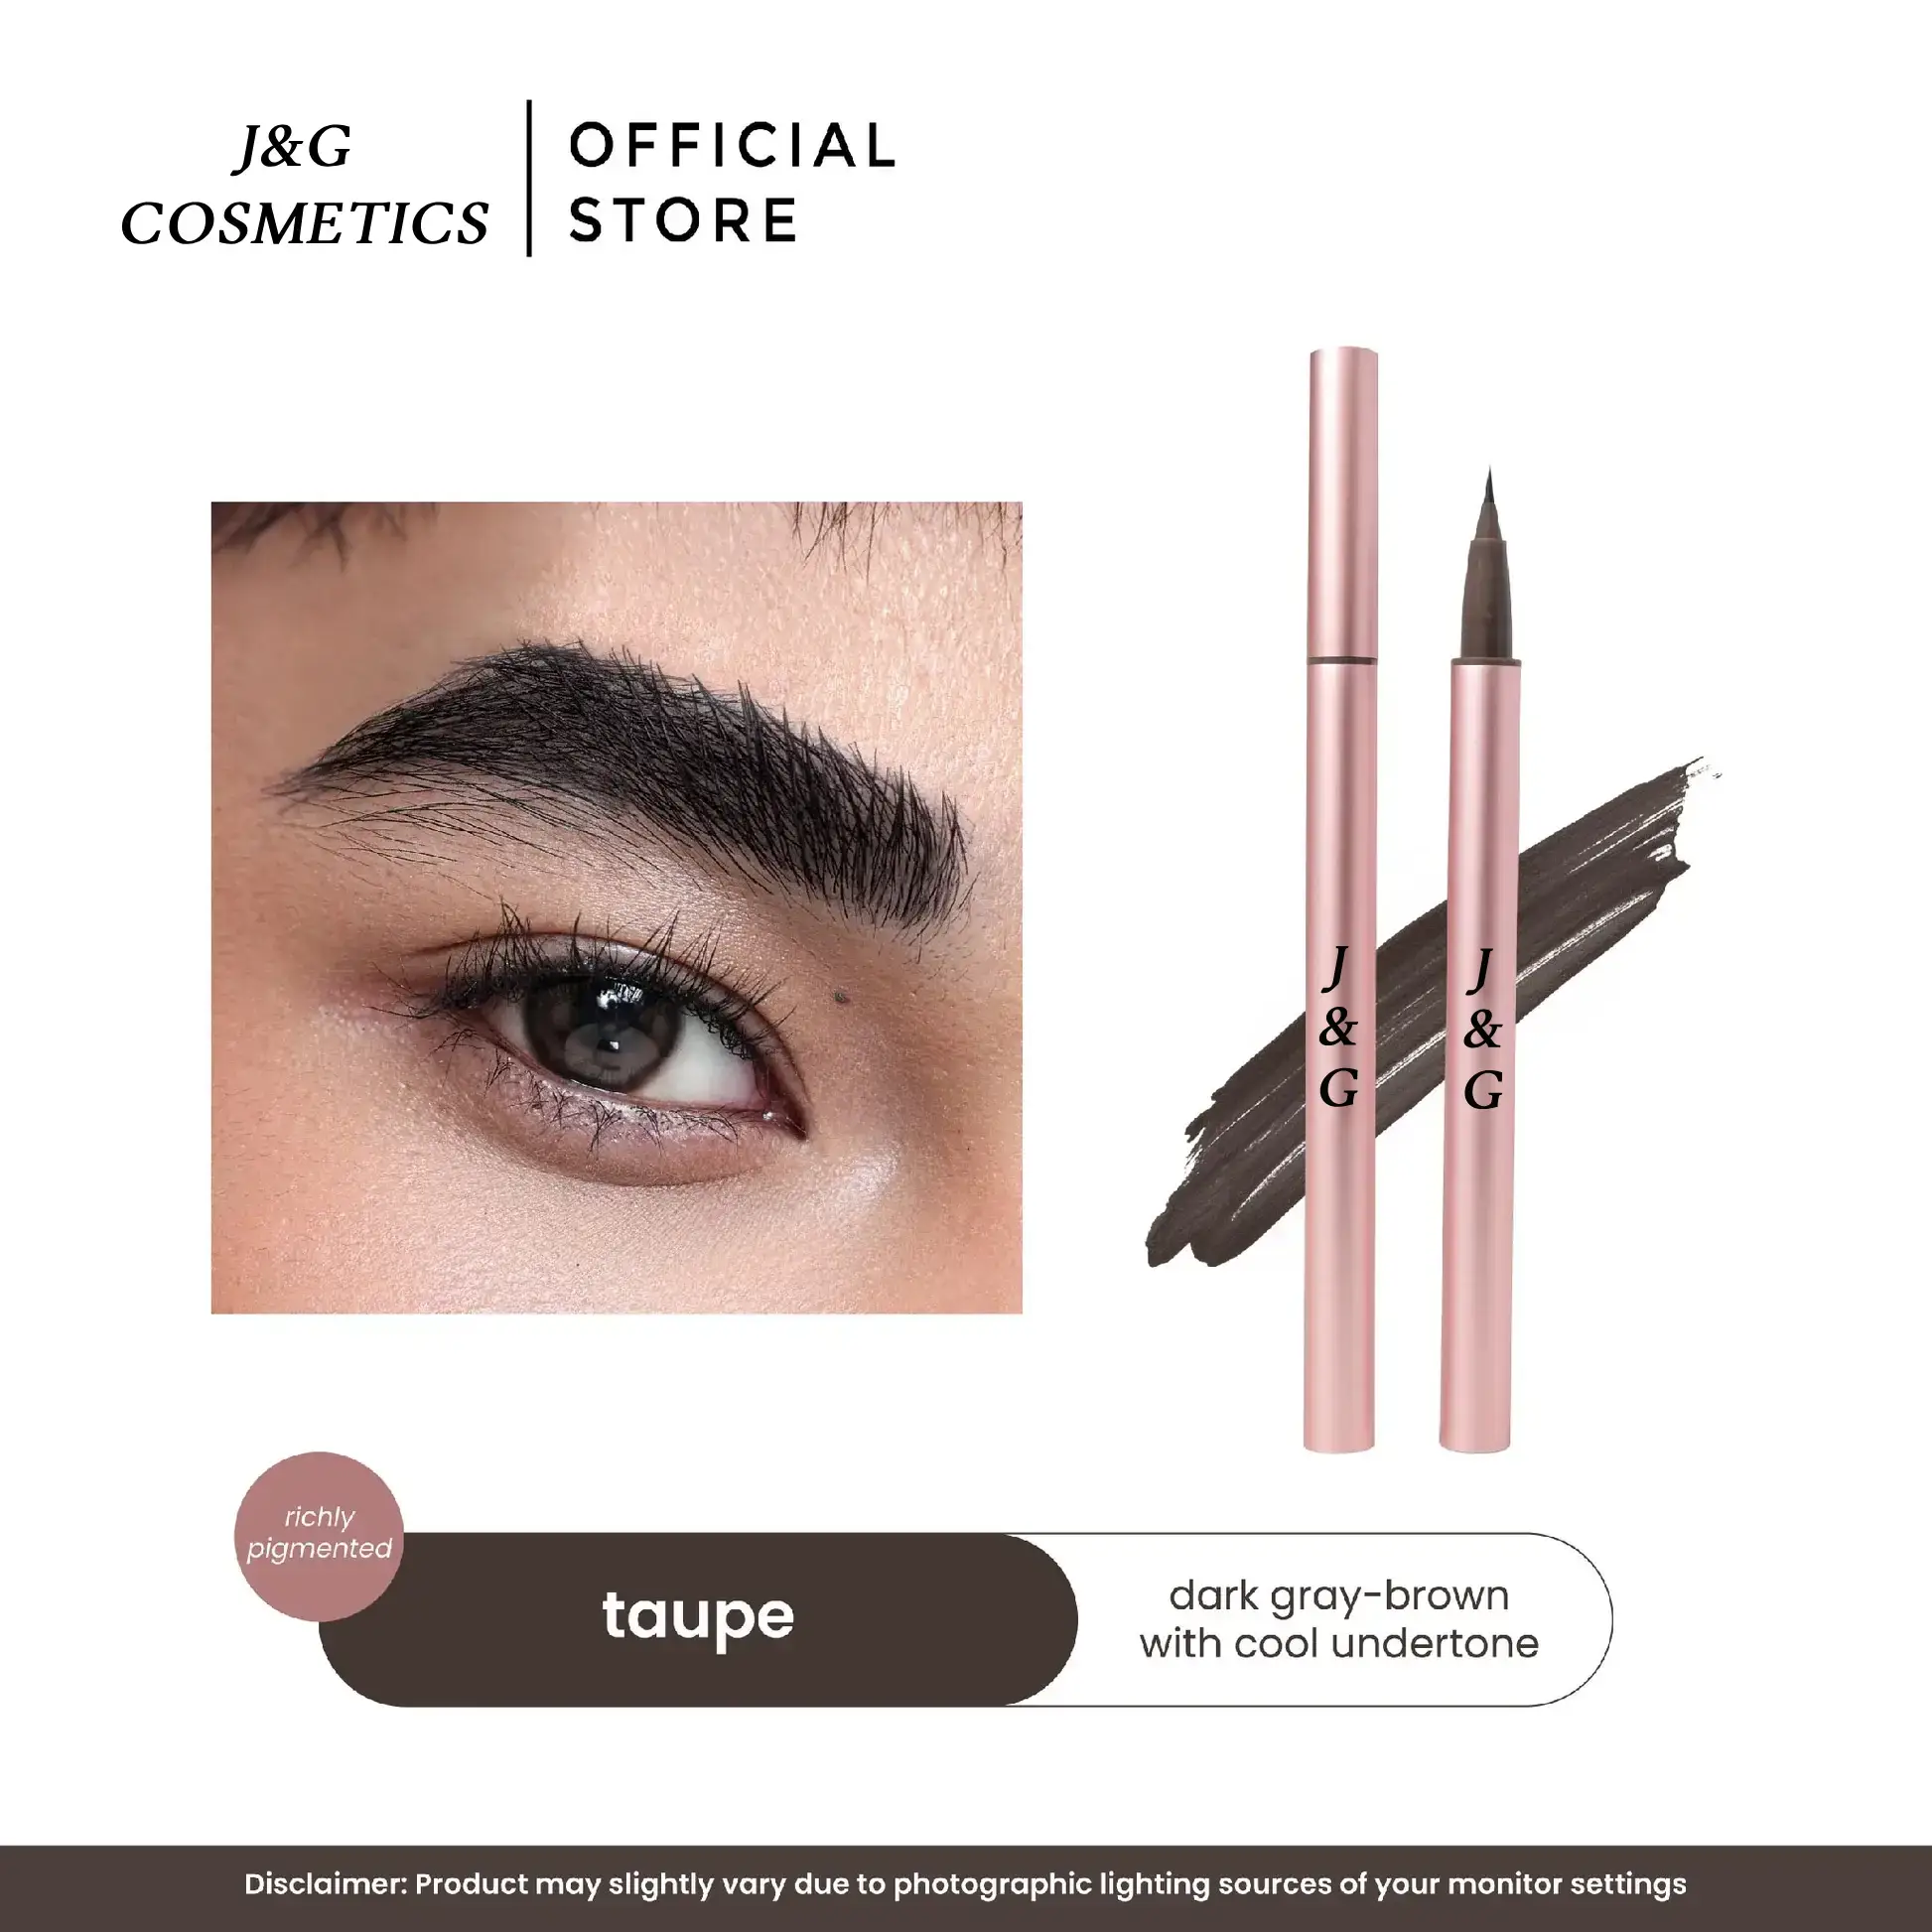 J&G
COSMETICS
OFFICIAL
STORE
J
&
G
J
&
G
richly
pigmented
taupe
dark gray-brown
with cool undertone
Disclaimer: Product may slightly vary due to photographic lighting sources of your monitor settings